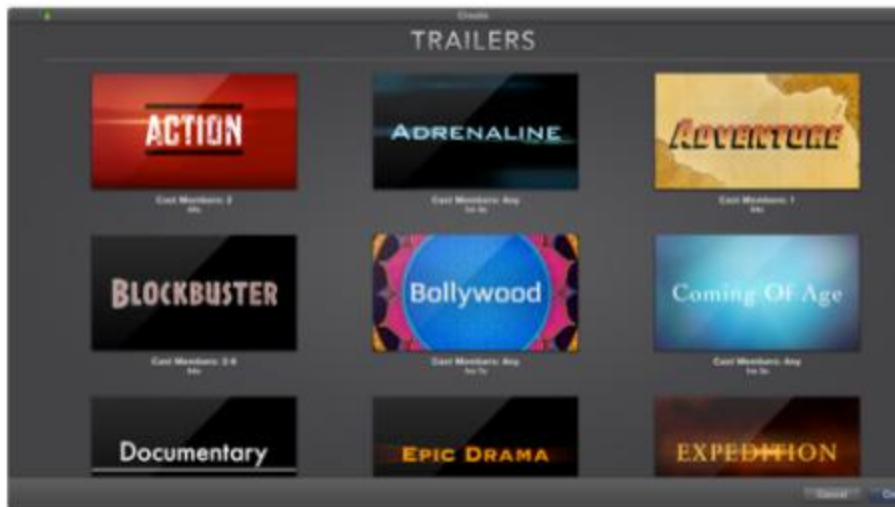 Create
TRAILERS
ACTION
ADRENALINE
ADVENTURE
Cast Members: 2
Cast Members: Any
Cast Members: 1
BLOCKBUSTER
Bollywood
Coming Of Age
Cast Members: 2-6
Cast Members: Any
Cast Members: Any
Documentary
EPIC DRAMA
EXPEDITION
Cancel